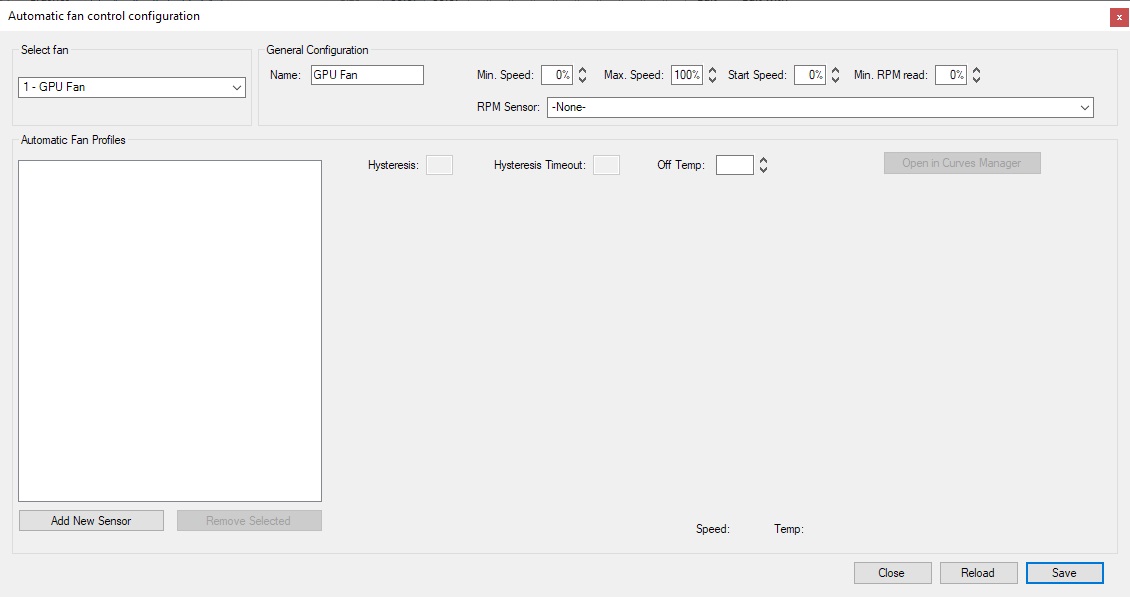 Automatic fan control configuration
x
Select fan
1 - GPU Fan
General Configuration
Name: GPU Fan Min. Speed: 0% Max. Speed: 100% Start Speed: 0% Min. RPM read: 0%
RPM Sensor: -None-
Automatic Fan Profiles
Hysteresis: Hysteresis Timeout: Off Temp: Open in Curves Manager
Add New Sensor Remove Selected
Speed: Temp:
Close Reload Save